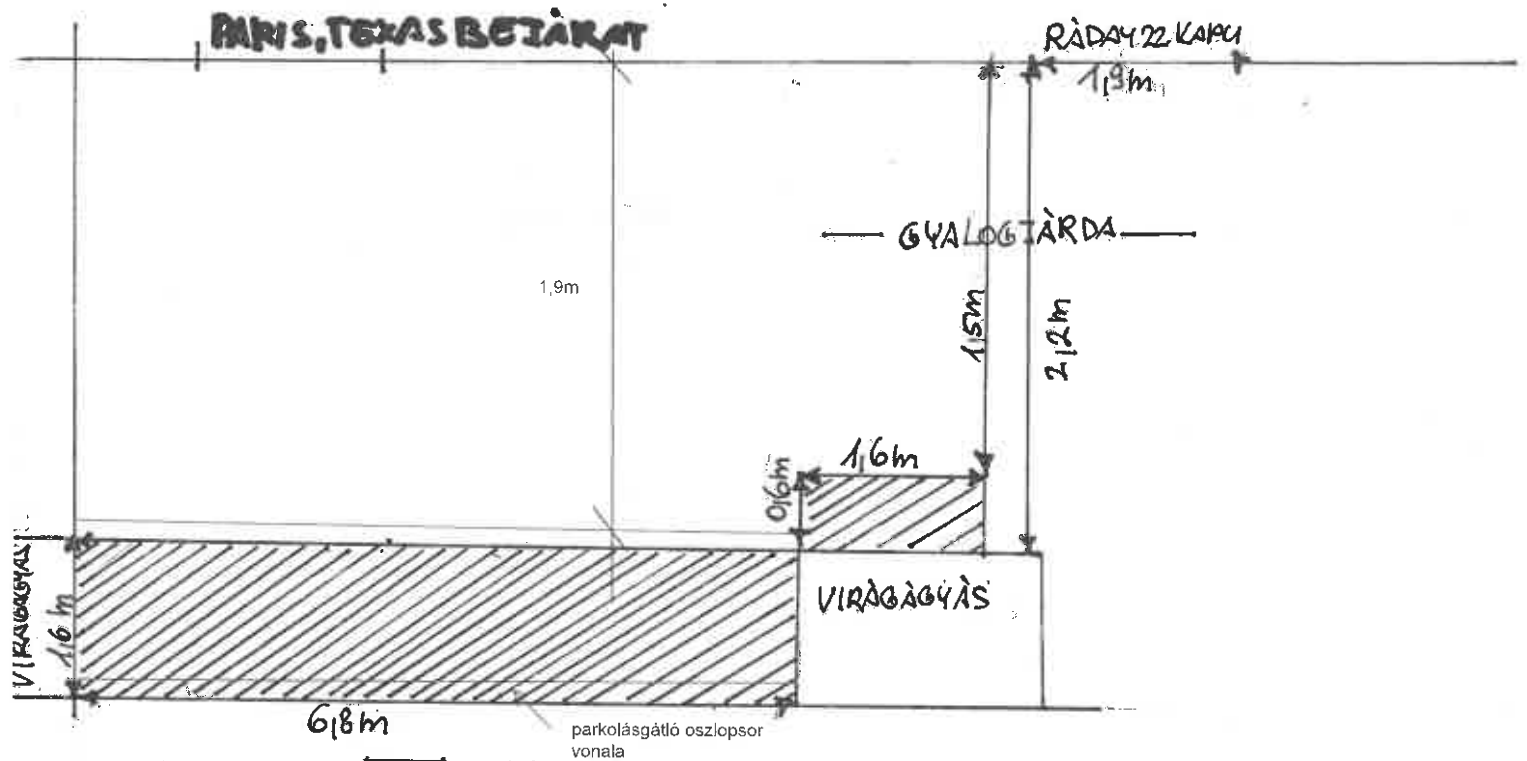 PARIS, TEXAS BEJÁRAT
RÁDAY 22 KAPU
1,9m
GYALOGJÁRDA
1,9m
1,5m
2,2m
1,6m
0,6m
VIRÁGÁGYÁS
1,6m
VIRÁGÁGYÁS
6,8m
parkolásgátló oszlopsor
vonala